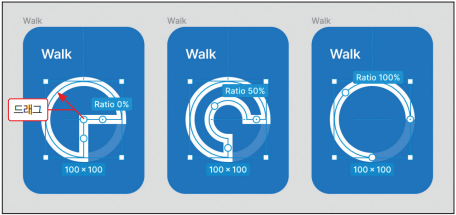 Walk
Walk
Walk
Walk
Walk
Walk
드래그
Ratio 0%
Ratio 50%
Ratio 100%
100 × 100
100 × 100
100 × 100